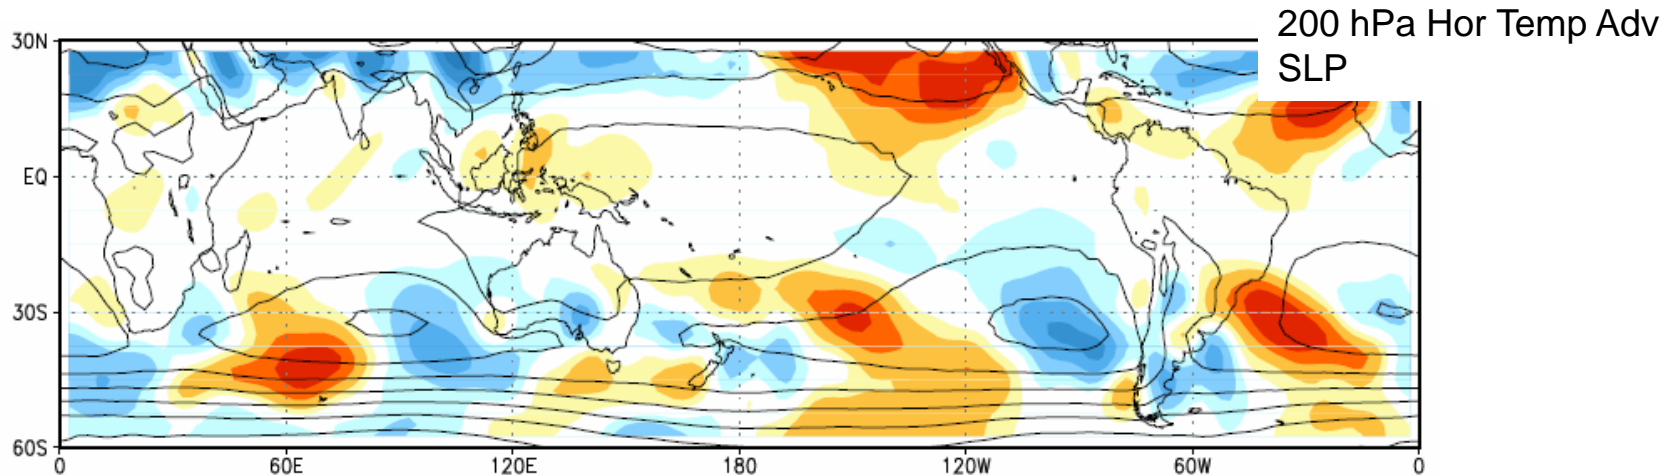 200 hPa Hor Temp Adv
SLP
30N
EQ
30S
60S
0 60E 120E 180 120W 60W 0